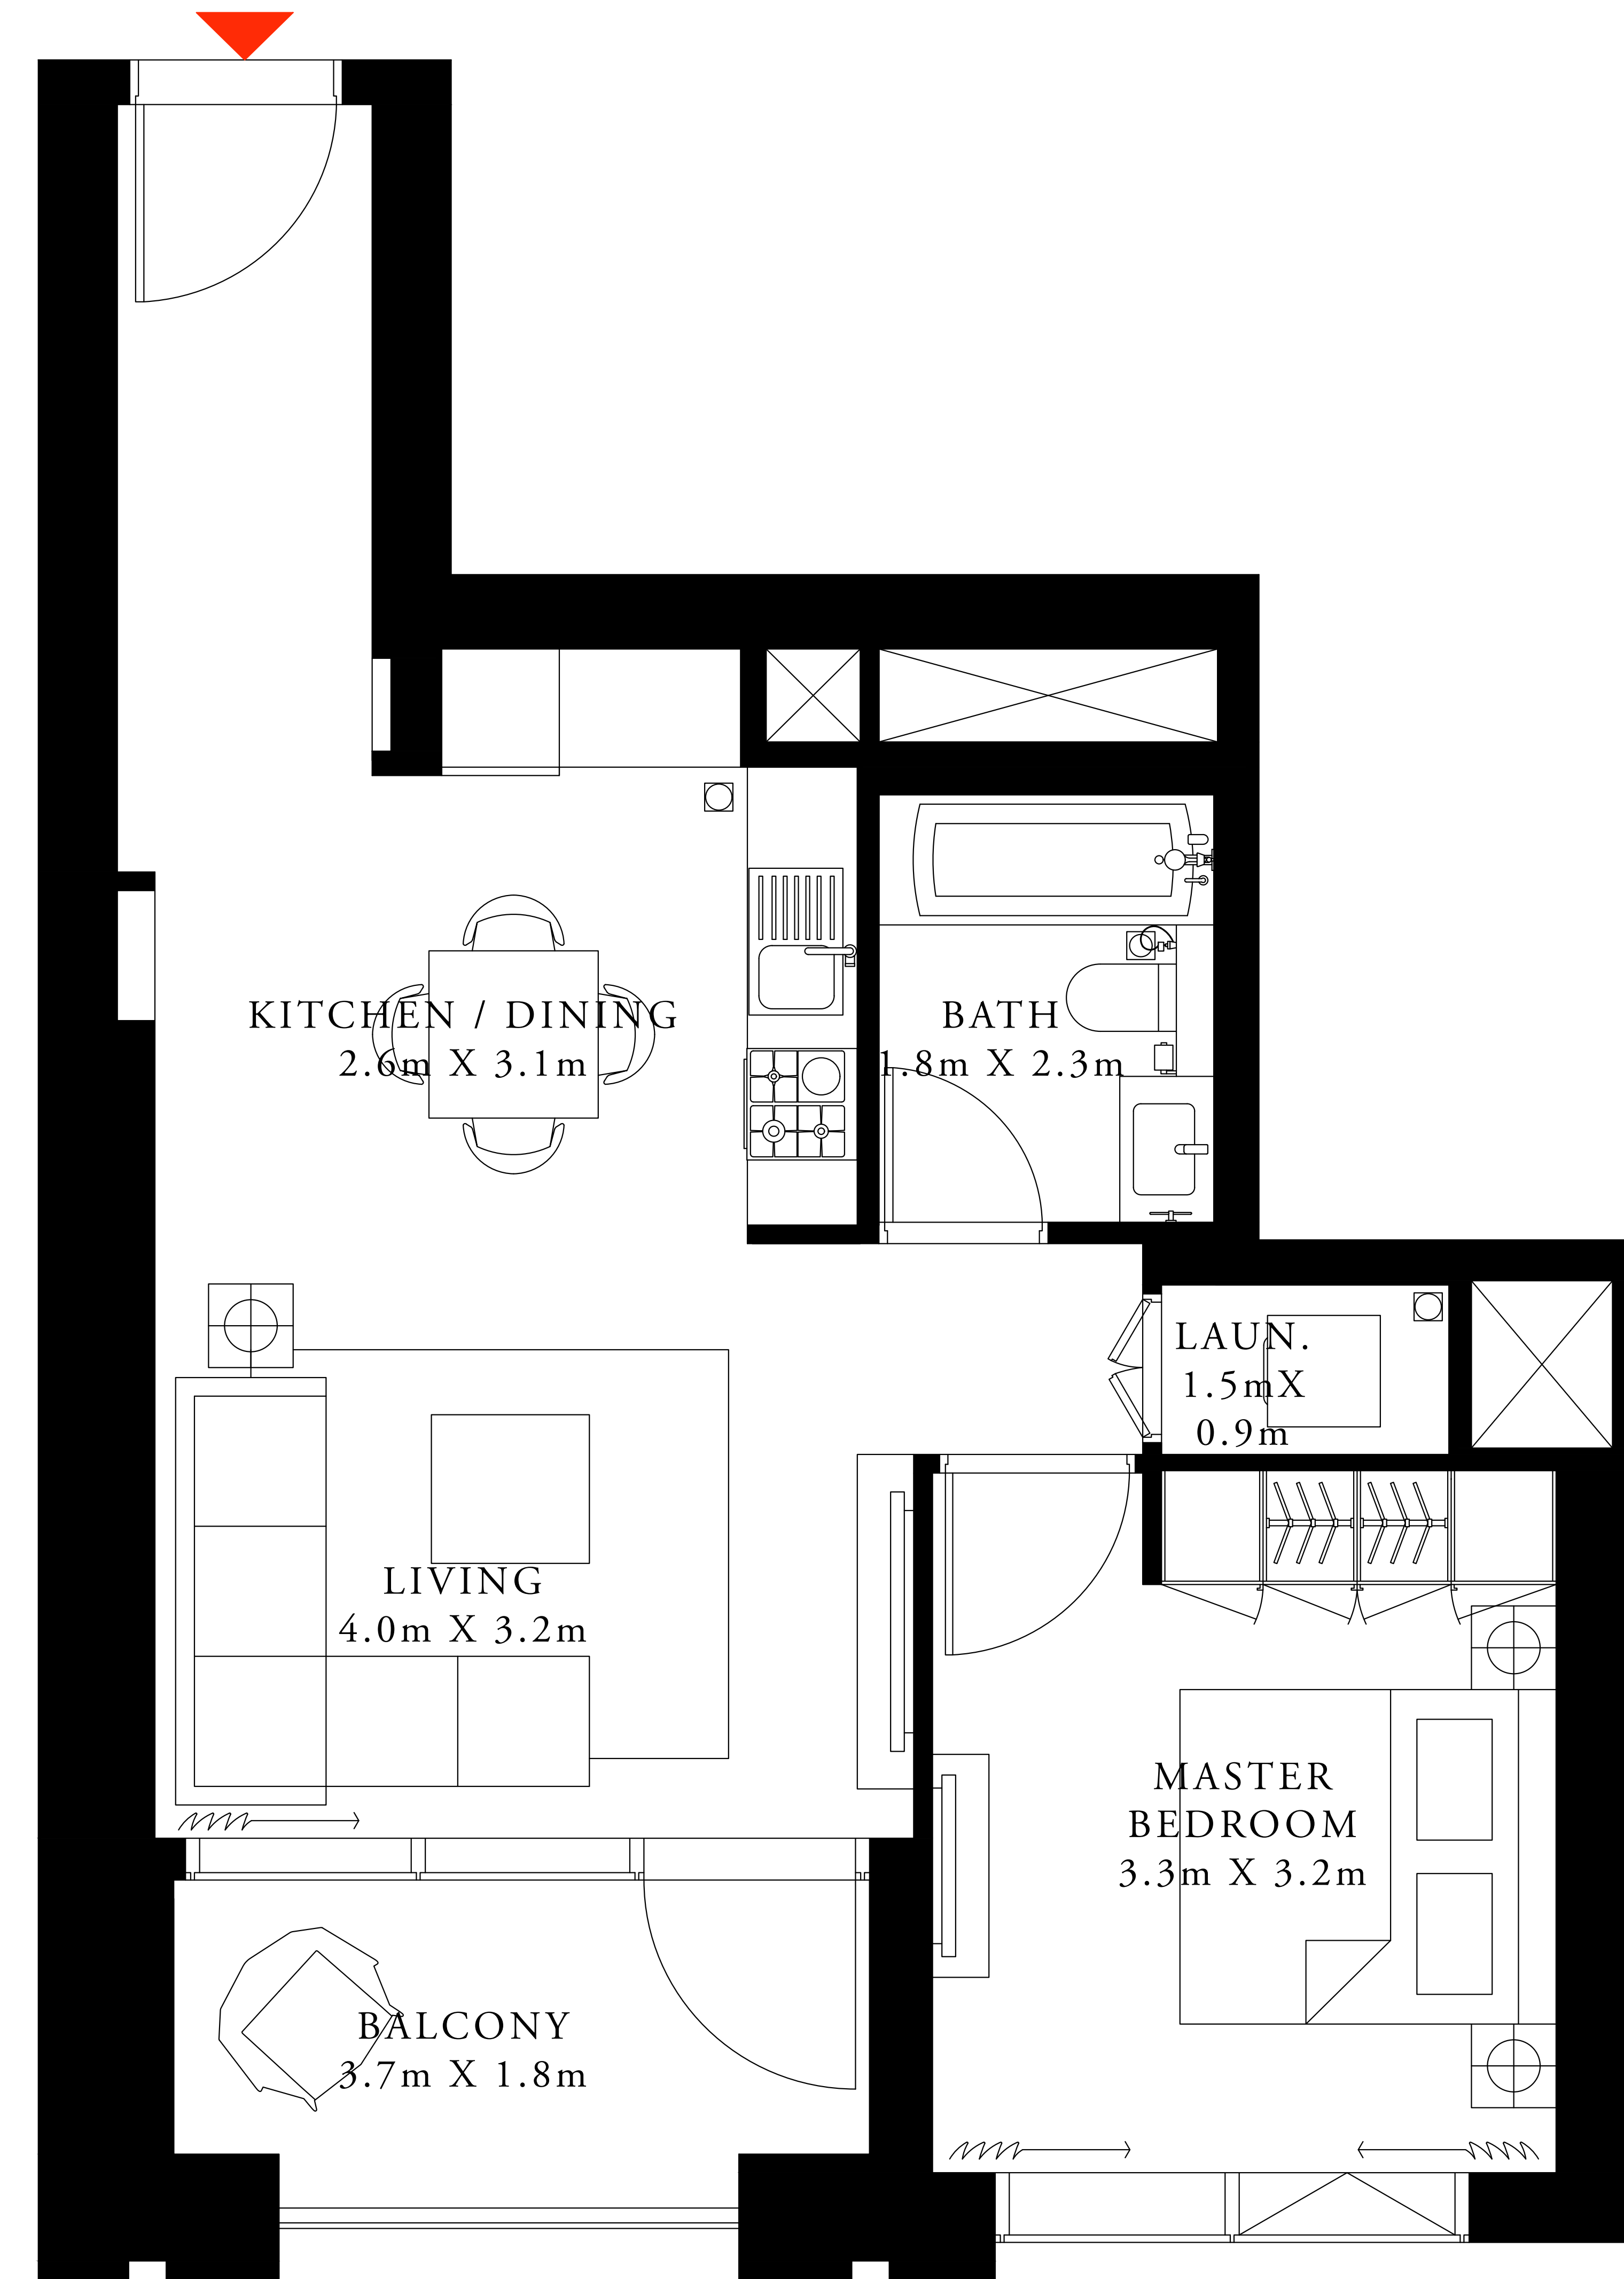 KITCHEN / DINING
2.6m X 3.1m
BATH
1.8m X 2.3m
LAUN.
1.5mX
0.9m
LIVING
4.0m X 3.2m
MASTER
BEDROOM
3.3m X 3.2m
BALCONY
3.7m X 1.8m